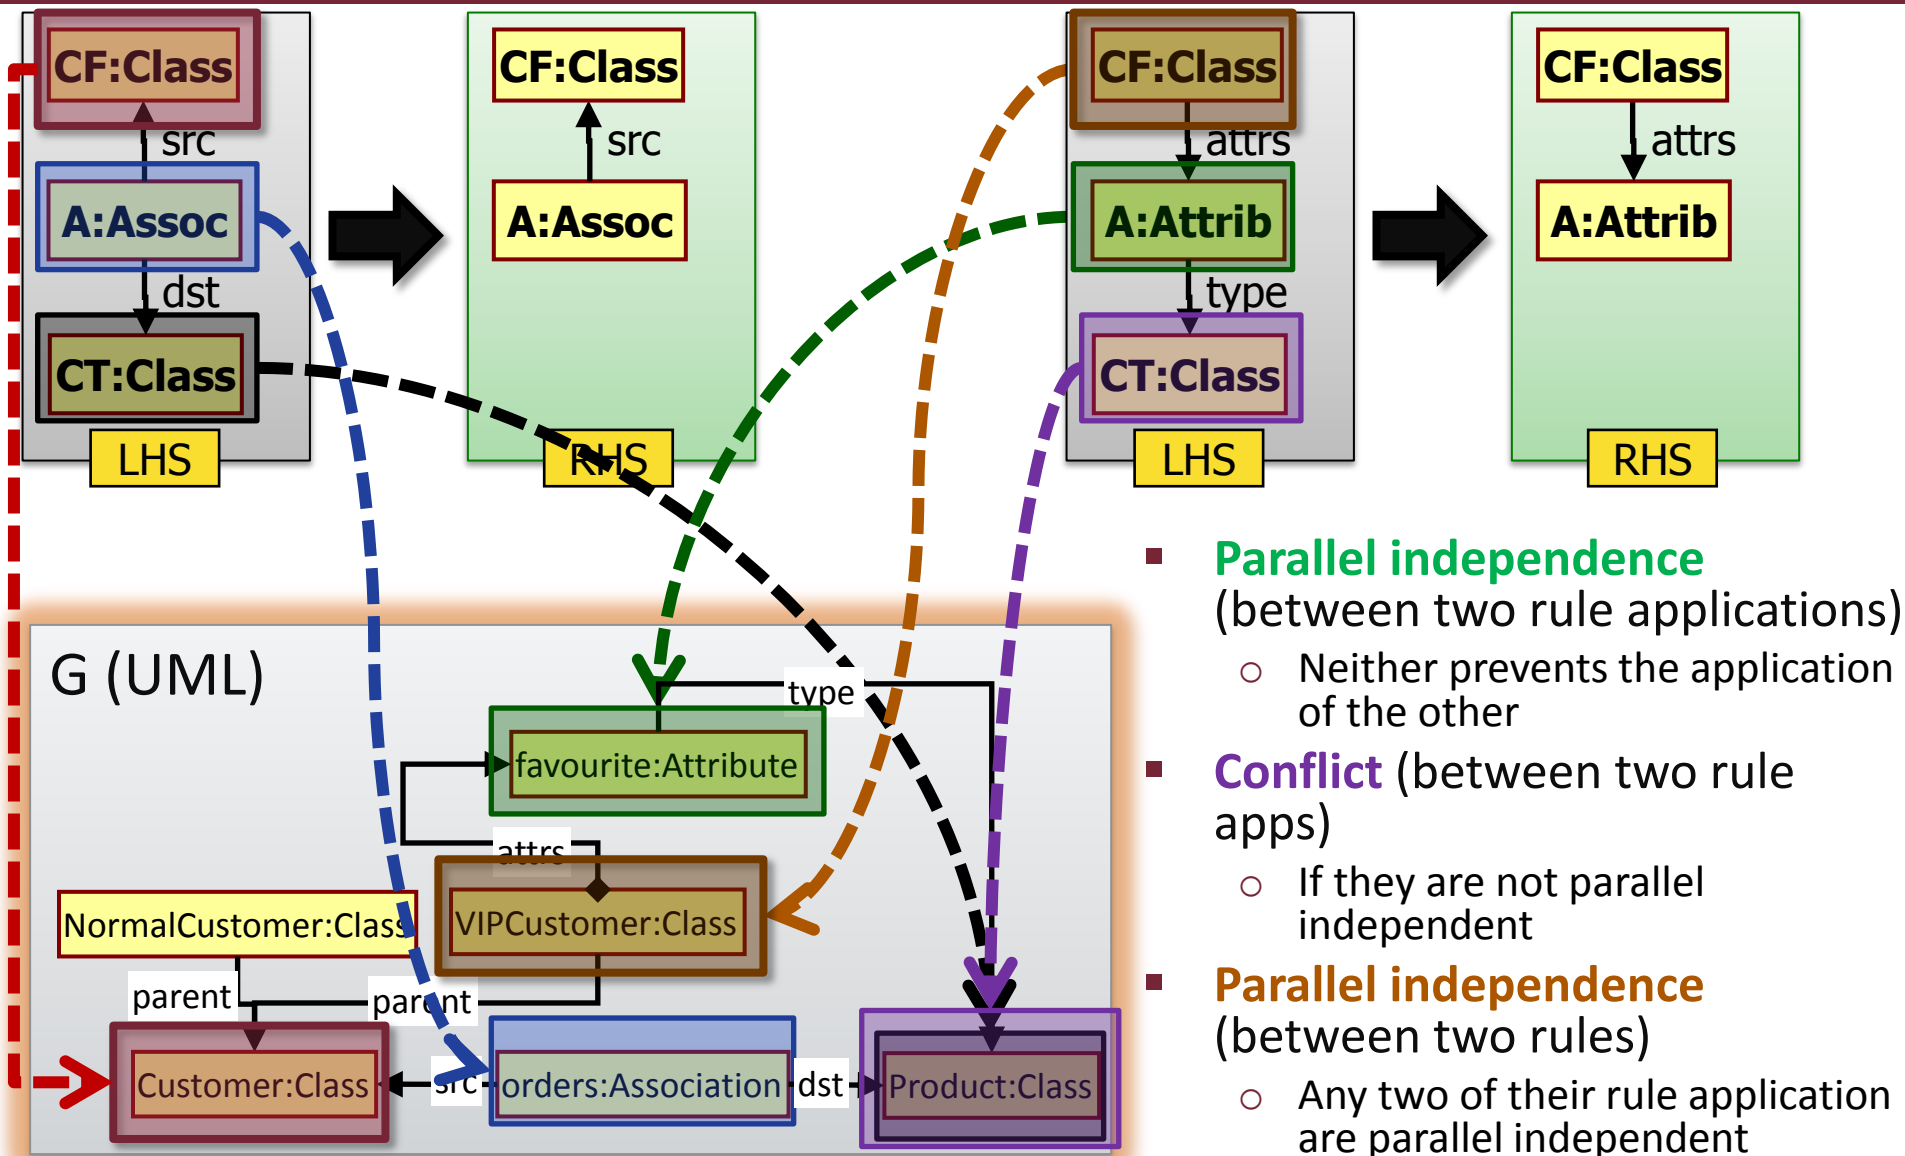 CF:Class
src
A:Assoc
dst
CT:Class
LHS
CF:Class
src
A:Assoc
RHS
CF:Class
attrs
A:Attrib
type
CT:Class
LHS
CF:Class
attrs
A:Attrib
RHS
G (UML)
type
favourite:Attribute
attrs
NormalCustomer:Class
VIPCustomer:Class
parent
parent
Customer:Class
src
orders:Association
dst
Product:Class
▪ Parallel independence
(between two rule applications)
o Neither prevents the application
of the other
▪ Conflict (between two rule
apps)
o If they are not parallel
independent
▪ Parallel independence
(between two rules)
o Any two of their rule application
are parallel independent